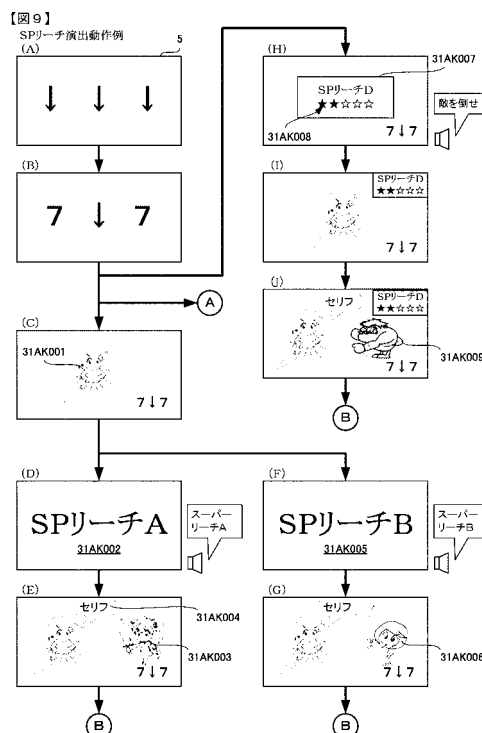 【図9】
SPリーチ演出動作例
(A)
5
↓ ↓ ↓
(B)
7 ↓ 7
A
(C)
31AK001
7↓7
(D)
SPリーチA
31AK002
スーパー
リーチA
(E)
セリフ
31AK004
31AK003
7↓7
B
(F)
SPリーチB
31AK005
スーパー
リーチB
(G)
セリフ
31AK006
7↓7
B
(H)
31AK007
SPリーチD
★★☆☆☆
31AK008
7↓7
敵を倒せ
(I)
SPリーチD
★★☆☆☆
7↓7
(J)
セリフ
SPリーチD
★★☆☆☆
31AK009
7↓7
B